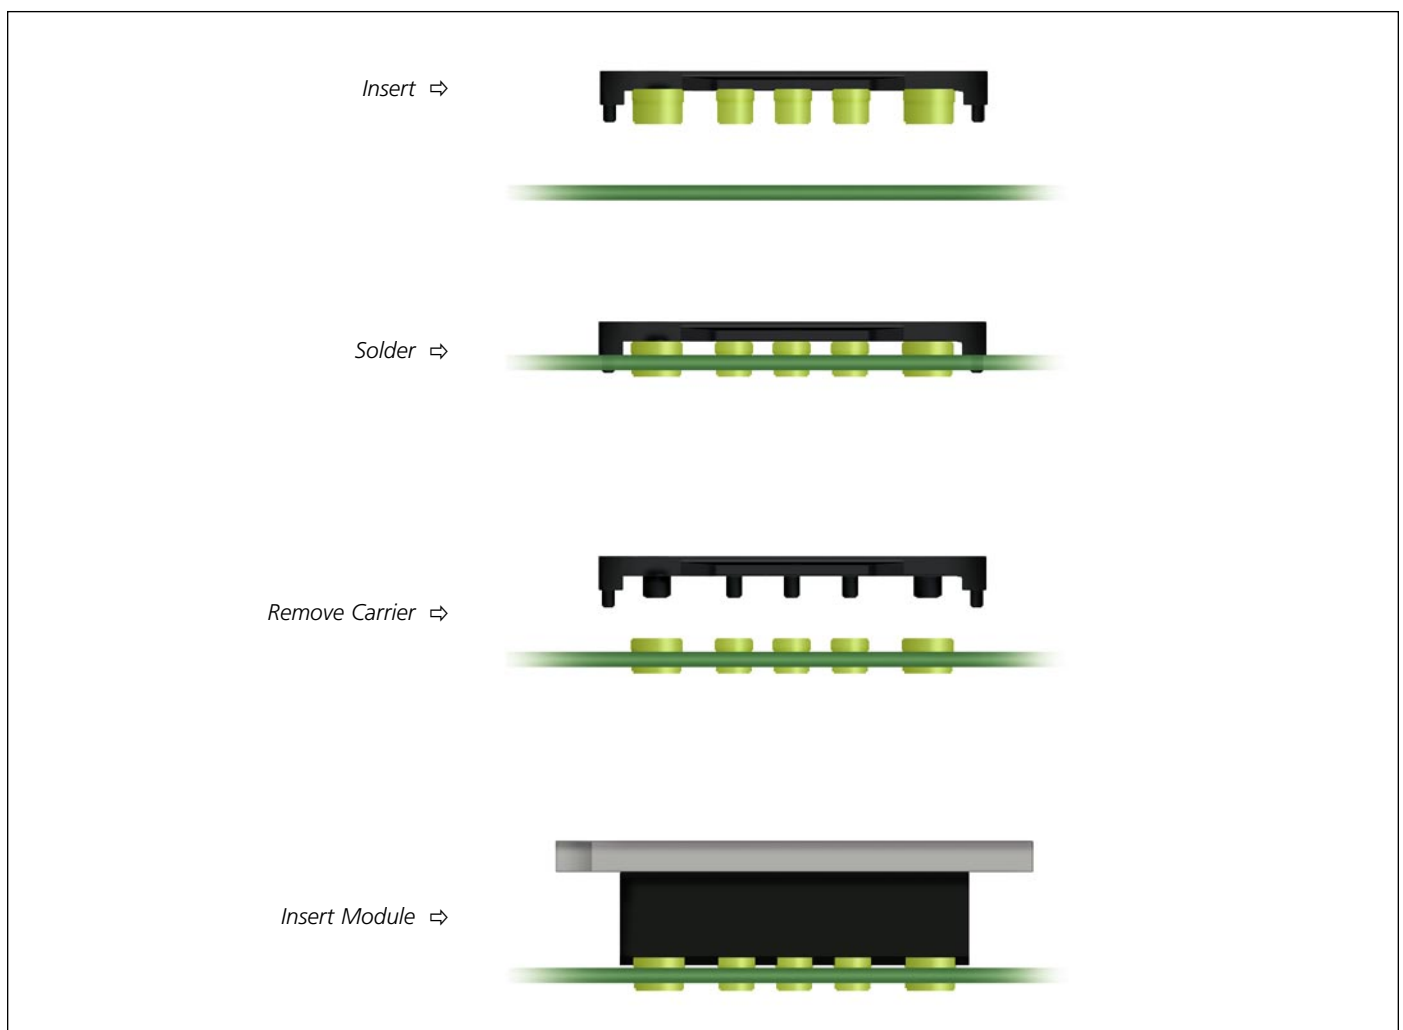 Insert ⇨
Solder ⇨
Remove Carrier ⇨
Insert Module ⇨